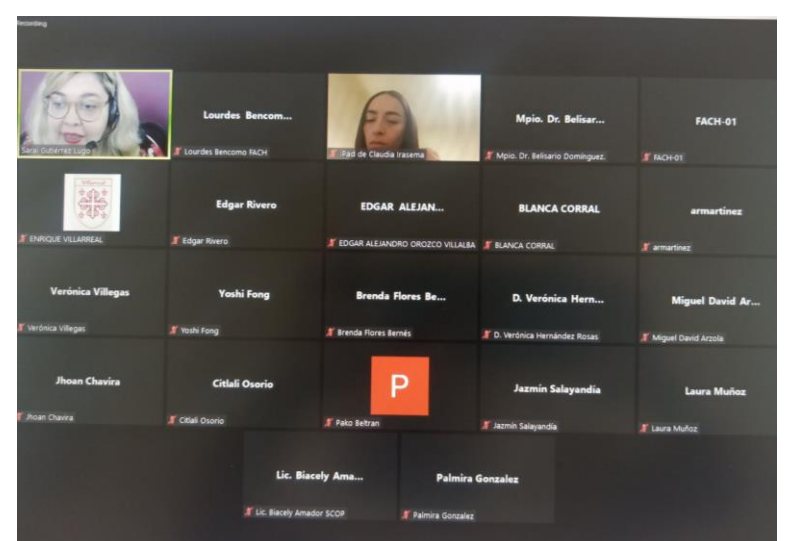 Recording
Sarai Gutierrez Lugo
Lourdes Bencom...
Lourdes Bencomo FACH
iPad de Claudia Irasema
Mpio. Dr. Belisar...
Mpio. Dr. Belisario Dominguez.
FACH-01
FACH-01
Villarreal
ENRIQUE VILLARREAL
Edgar Rivero
Edgar Rivero
EDGAR ALEJAN...
EDGAR ALEJANDRO OROZCO VILLALBA
BLANCA CORRAL
BLANCA CORRAL
armartinez
armartinez
Verónica Villegas
Verónica Villegas
Yoshi Fong
Yoshi Fong
Brenda Flores Be...
Brenda Flores Bernés
D. Verónica Hern...
D. Verónica Hernández Rosas
Miguel David Ar...
Miguel David Arzola
Jhoan Chavira
Jhoan Chavira
Citlali Osorio
Citlali Osorio
P
Pako Beltran
Jazmín Salayandía
Jazmín Salayandía
Laura Muñoz
Laura Muñoz
Lic. Biacely Ama...
Lic. Biacely Amador SCOP
Palmira Gonzalez
Palmira Gonzalez